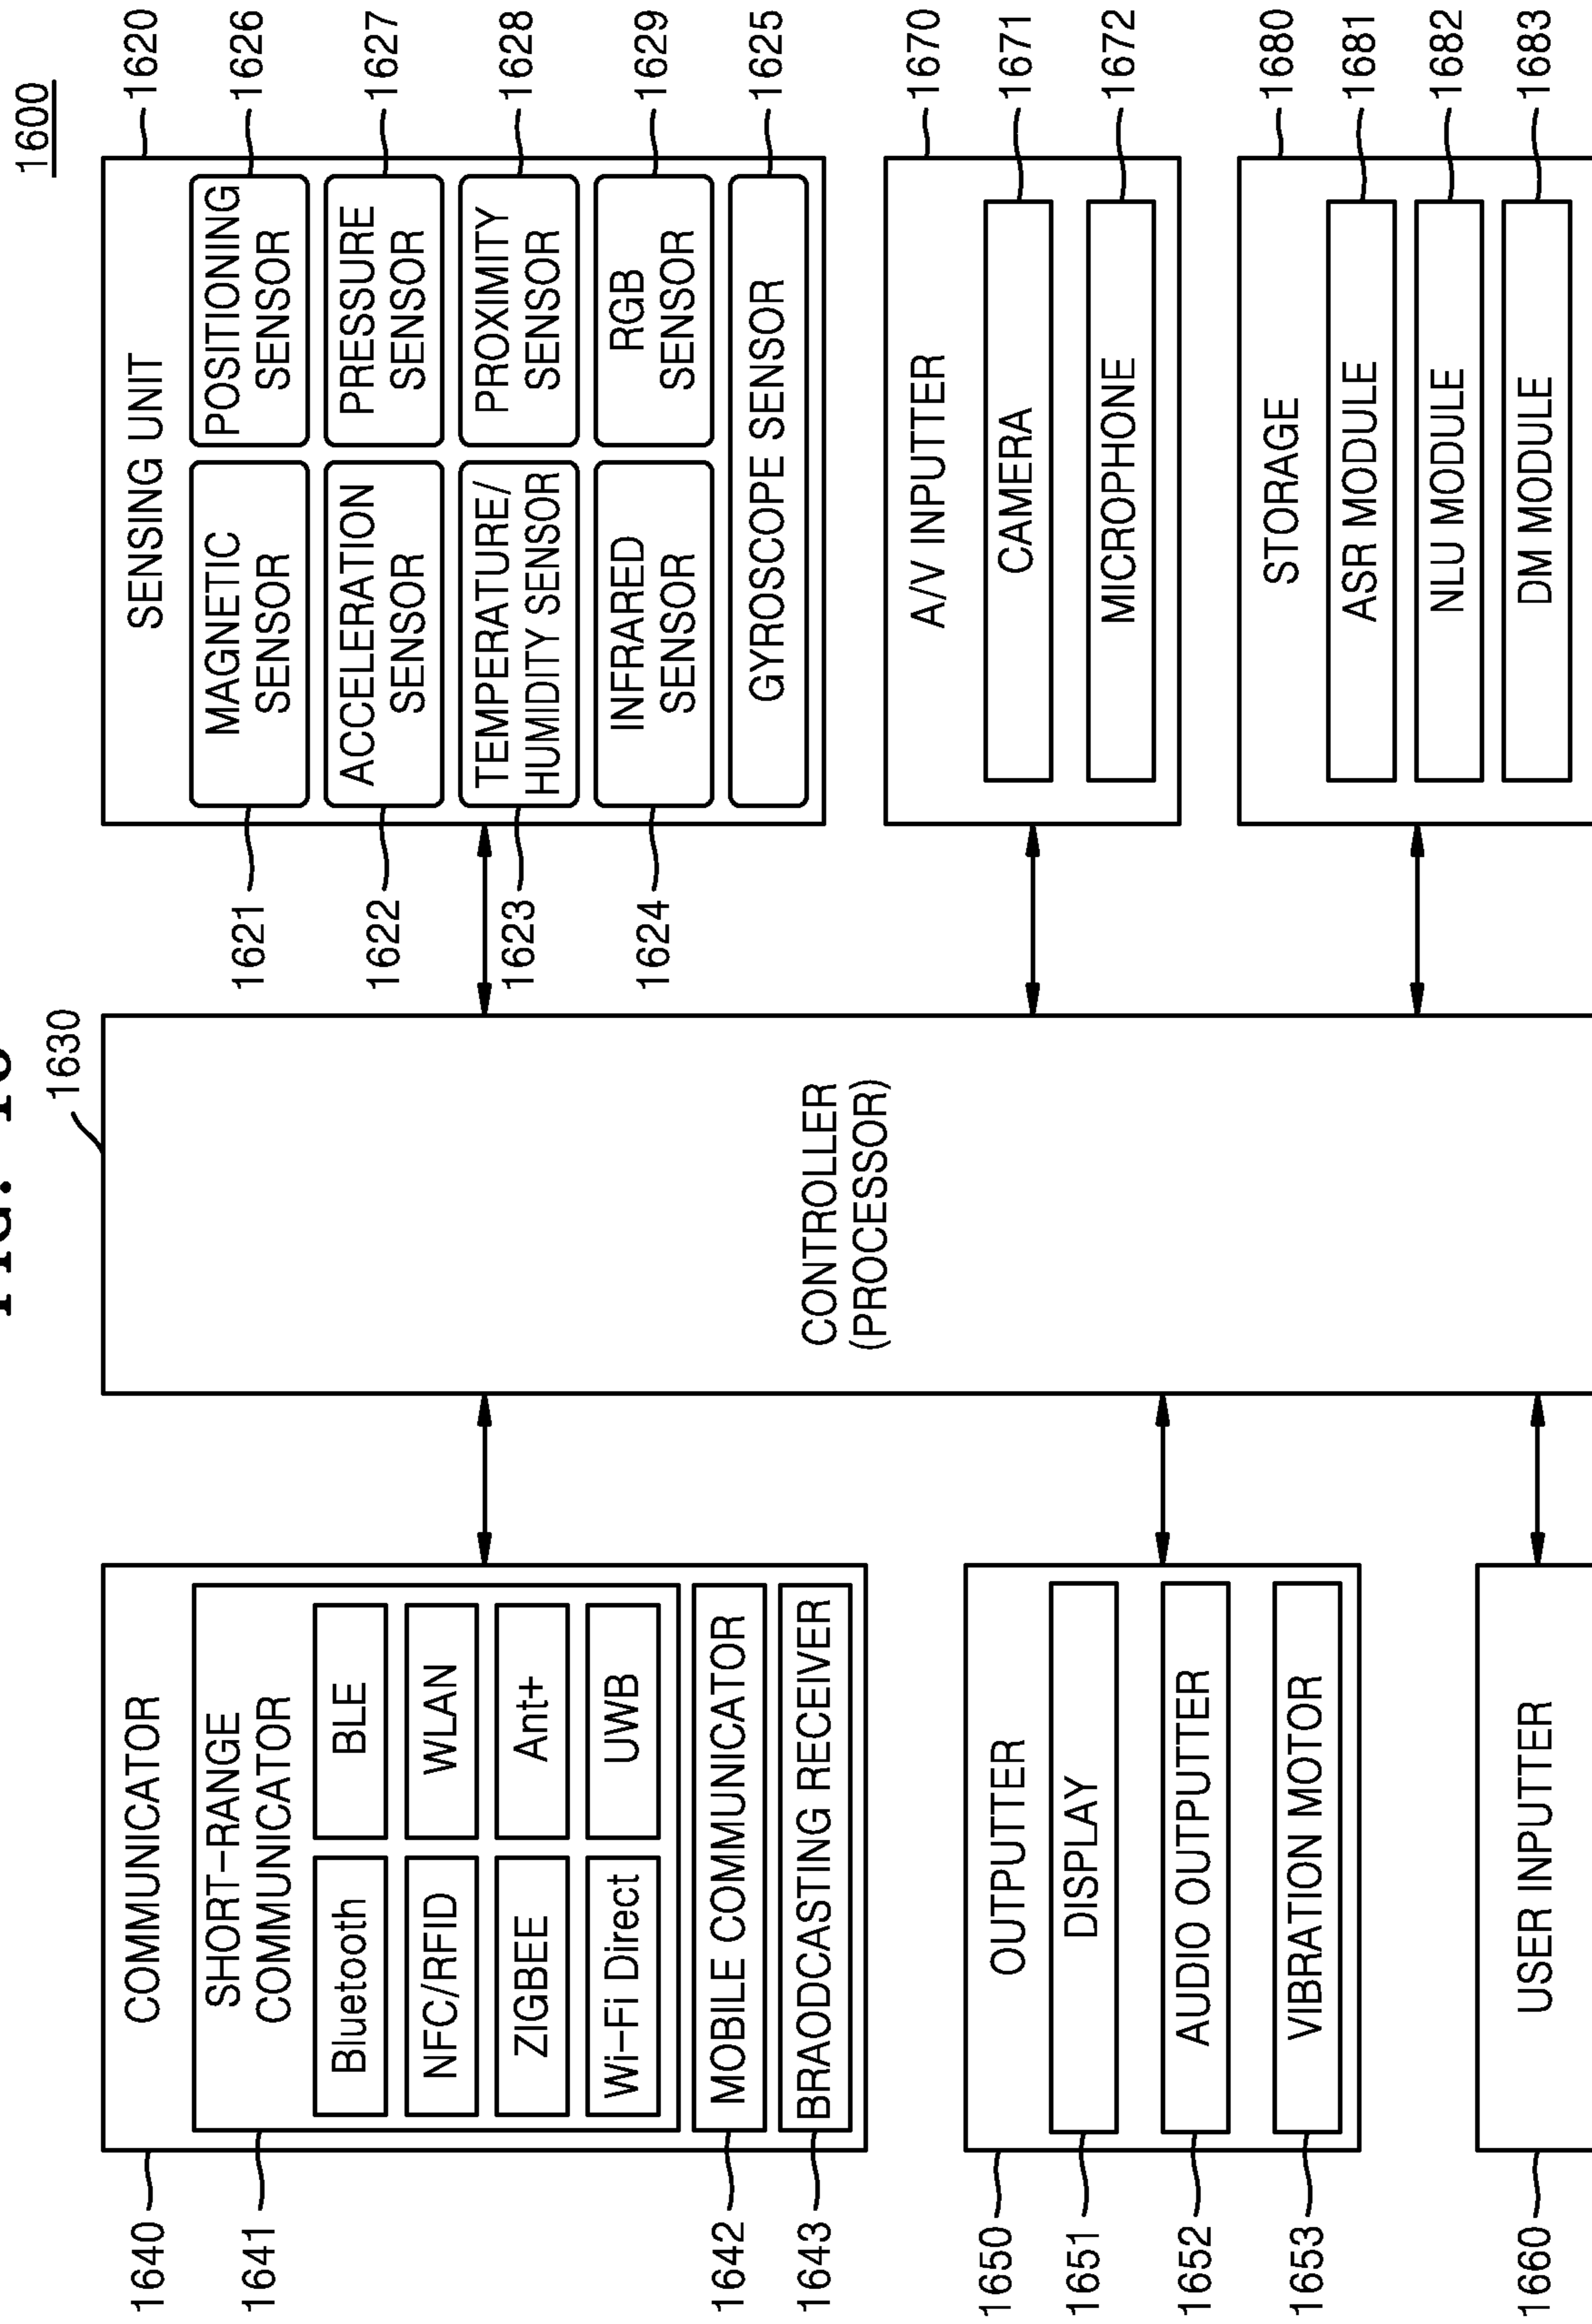 FIG.
1600
1630
1640
COMMUNICATOR
1641
SHORT-RANGE
COMMUNICATOR
Bluetooth
BLE
NFC/RFID
WLAN
ZIGBEE
Ant+
Wi-Fi Direct
UWB
1642
MOBILE COMMUNICATOR
1643
BRAODCASTING RECEIVER
1650
OUTPUTTER
1651
DISPLAY
1652
AUDIO OUTPUTTER
1653
VIBRATION MOTOR
1660
USER INPUTTER
CONTROLLER
(PROCESSOR)
SENSING UNIT
1620
1621
MAGNETIC
SENSOR
POSITIONING
SENSOR
1626
1622
ACCELERATION
SENSOR
PRESSURE
SENSOR
1627
1623
TEMPERATURE/
HUMIDITY SENSOR
PROXIMITY
SENSOR
1628
1624
INFRARED
SENSOR
RGB
SENSOR
1629
GYROSCOPE SENSOR
1625
A/V INPUTTER
1670
CAMERA
1671
MICROPHONE
1672
STORAGE
1680
ASR MODULE
1681
NLU MODULE
1682
DM MODULE
1683